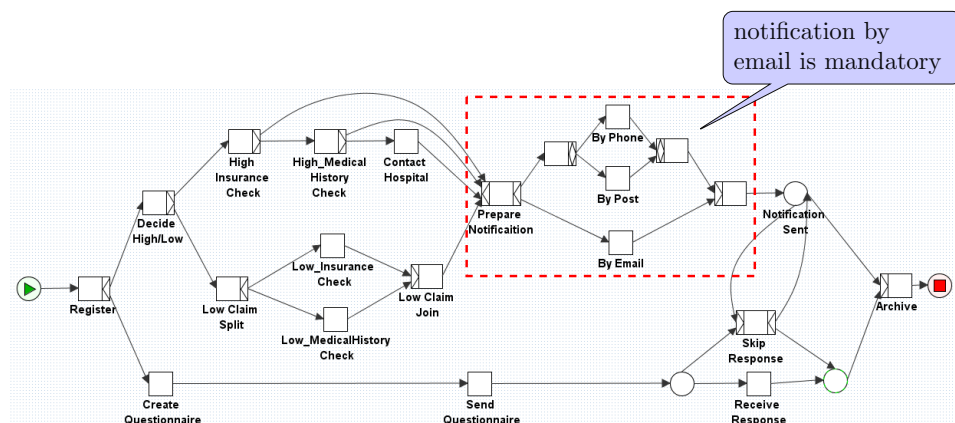 notification by
email is mandatory
By Phone
High
Insurance
Check
High_Medical
History
Check
Contact
Hospital
By Post
Prepare
Notificaition
Notification
Sent
Decide
High/Low
By Email
Low_Insurance
Check
Register
Low Claim
Split
Low Claim
Join
Archive
Low_MedicalHistory
Check
Skip
Response
Create
Questionnaire
Send
Questionnaire
Receive
Response